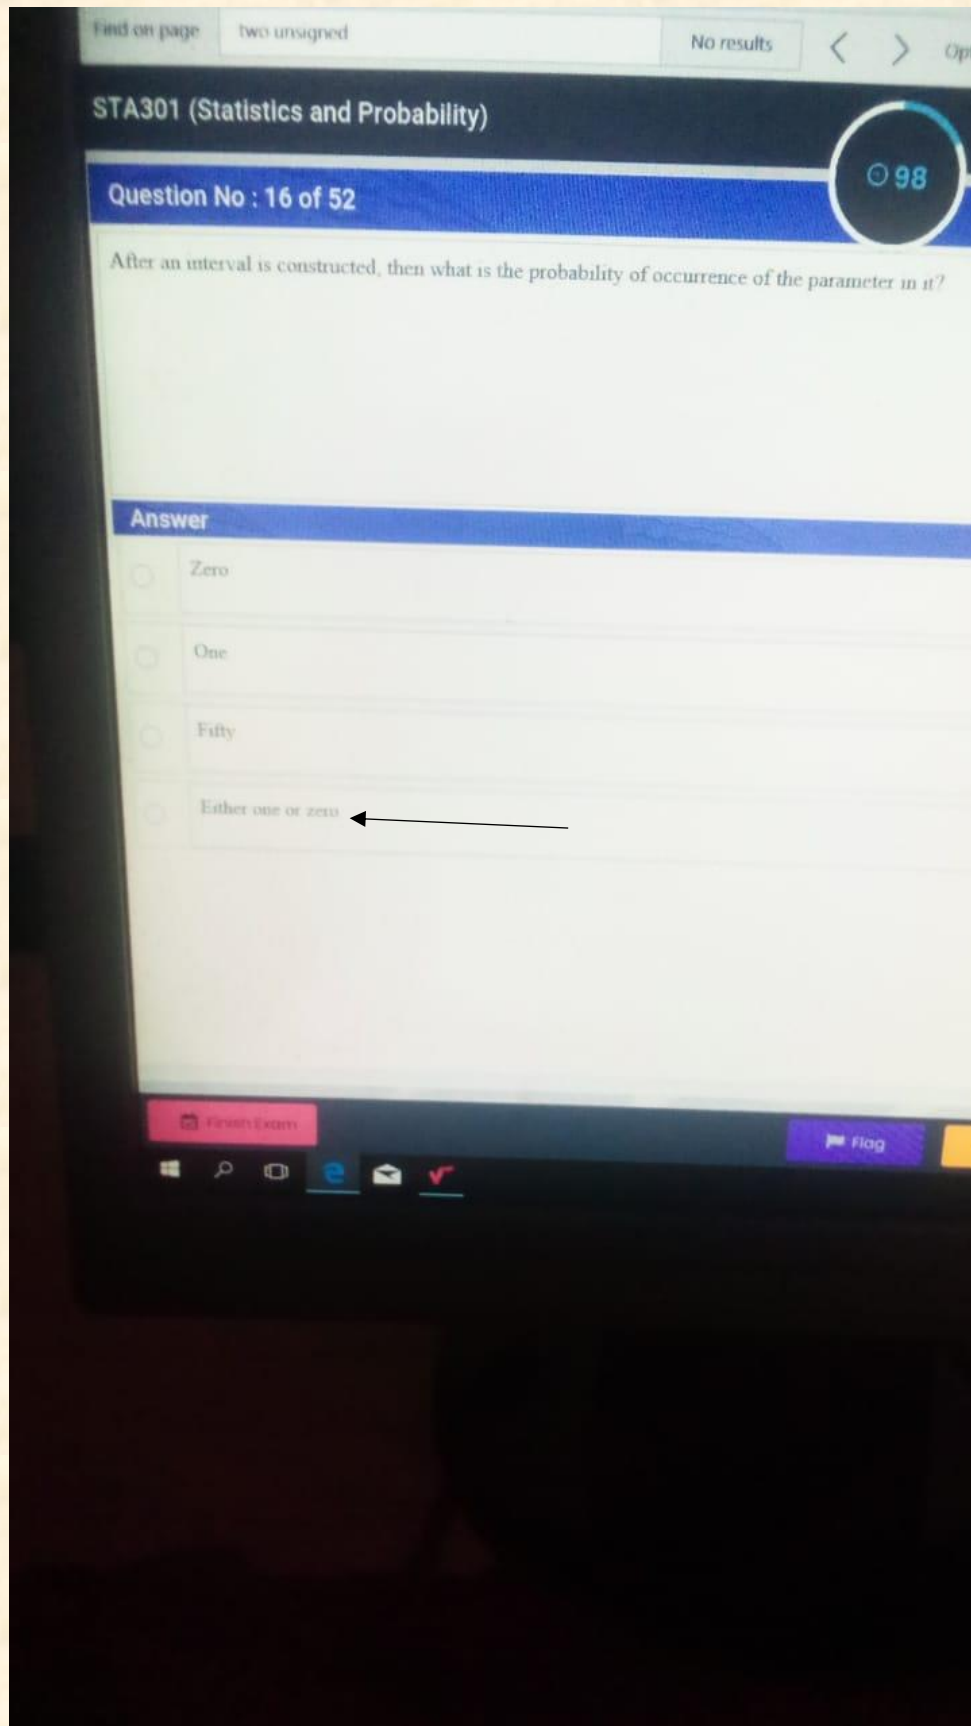 Find on page two unsigned No results
STA301 (Statistics and Probability)
98
Question No : 16 of 52
After an interval is constructed, then what is the probability of occurrence of the parameter in it?
Answer
Zero
One
Fifty
Either one or zero
Finish Exam
Flag